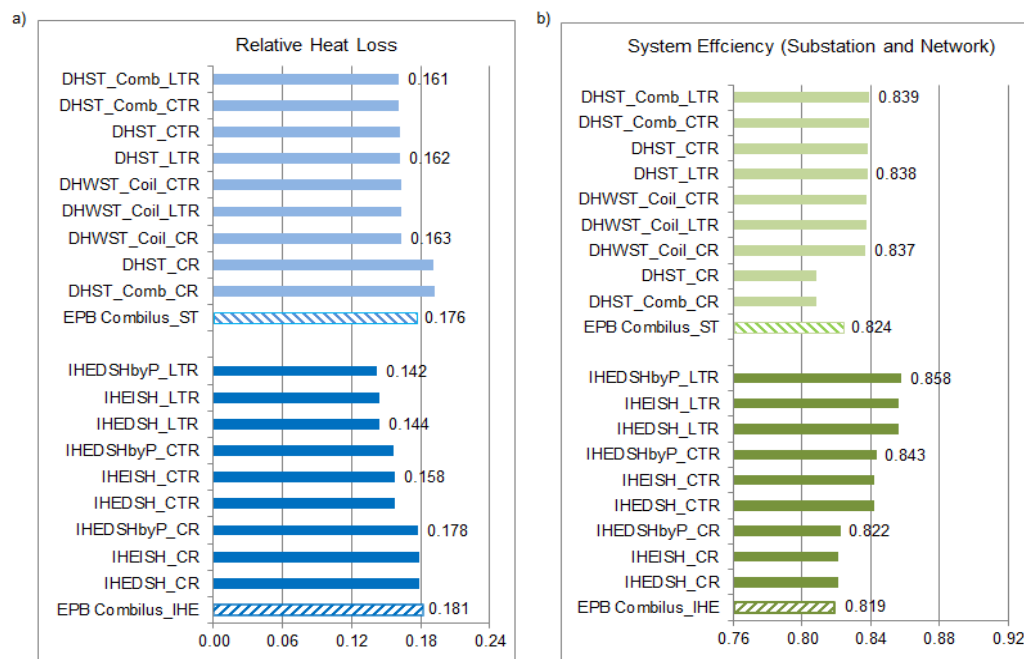 a)
Relative Heat Loss
DHST_Comb_LTR 0.161
DHST_Comb_CTR
DHST_CTR
DHST_LTR 0.162
DHWST_Coil_CTR
DHWST_Coil_LTR
DHWST_Coil_CR 0.163
DHST_CR
DHST_Comb_CR
EPB Combilus_ST 0.176
IHEDSHbyP_LTR 0.142
IHEISH_LTR
IHEDSH_LTR 0.144
IHEDSHbyP_CTR
IHEISH_CTR 0.158
IHEDSH_CTR
IHEDSHbyP_CR 0.178
IHEISH_CR
IHEDSH_CR
EPB Combilus_IHE 0.181
0.00 0.06 0.12 0.18 0.24
b)
System Effciency (Substation and Network)
DHST_Comb_LTR 0.839
DHST_Comb_CTR
DHST_CTR
DHST_LTR 0.838
DHWST_Coil_CTR
DHWST_Coil_LTR
DHWST_Coil_CR 0.837
DHST_CR
DHST_Comb_CR
EPB Combilus_ST 0.824
IHEDSHbyP_LTR 0.858
IHEISH_LTR
IHEDSH_LTR
IHEDSHbyP_CTR 0.843
IHEISH_CTR
IHEDSH_CTR
IHEDSHbyP_CR 0.822
IHEISH_CR
IHEDSH_CR
EPB Combilus_IHE 0.819
0.76 0.80 0.84 0.88 0.92